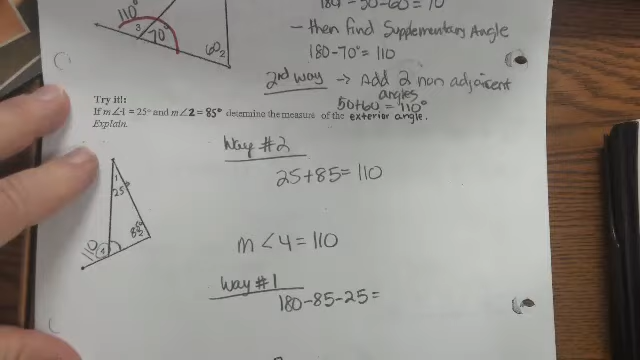 180-50-60=70
110°
3
70°
60
2
- then find Supplementary Angle
180-70°=110
2nd way → Add 2 non adjacent
angles
50+60=110°
Try it!:
If m∠1 = 25° and m∠2 = 85° determine the measure of the exterior angle.
Explain.
Way #2
25+85=110
1
25°
85°
2
110
4
m∠4=110
Way #1
180-85-25=